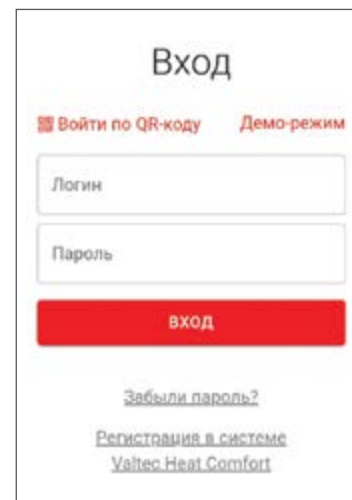 Вход
Войти по QR-коду Демо-режим
Логин
Пароль
ВХОД
Забыли пароль?
Регистрация в системе
Valtec Heat Comfort